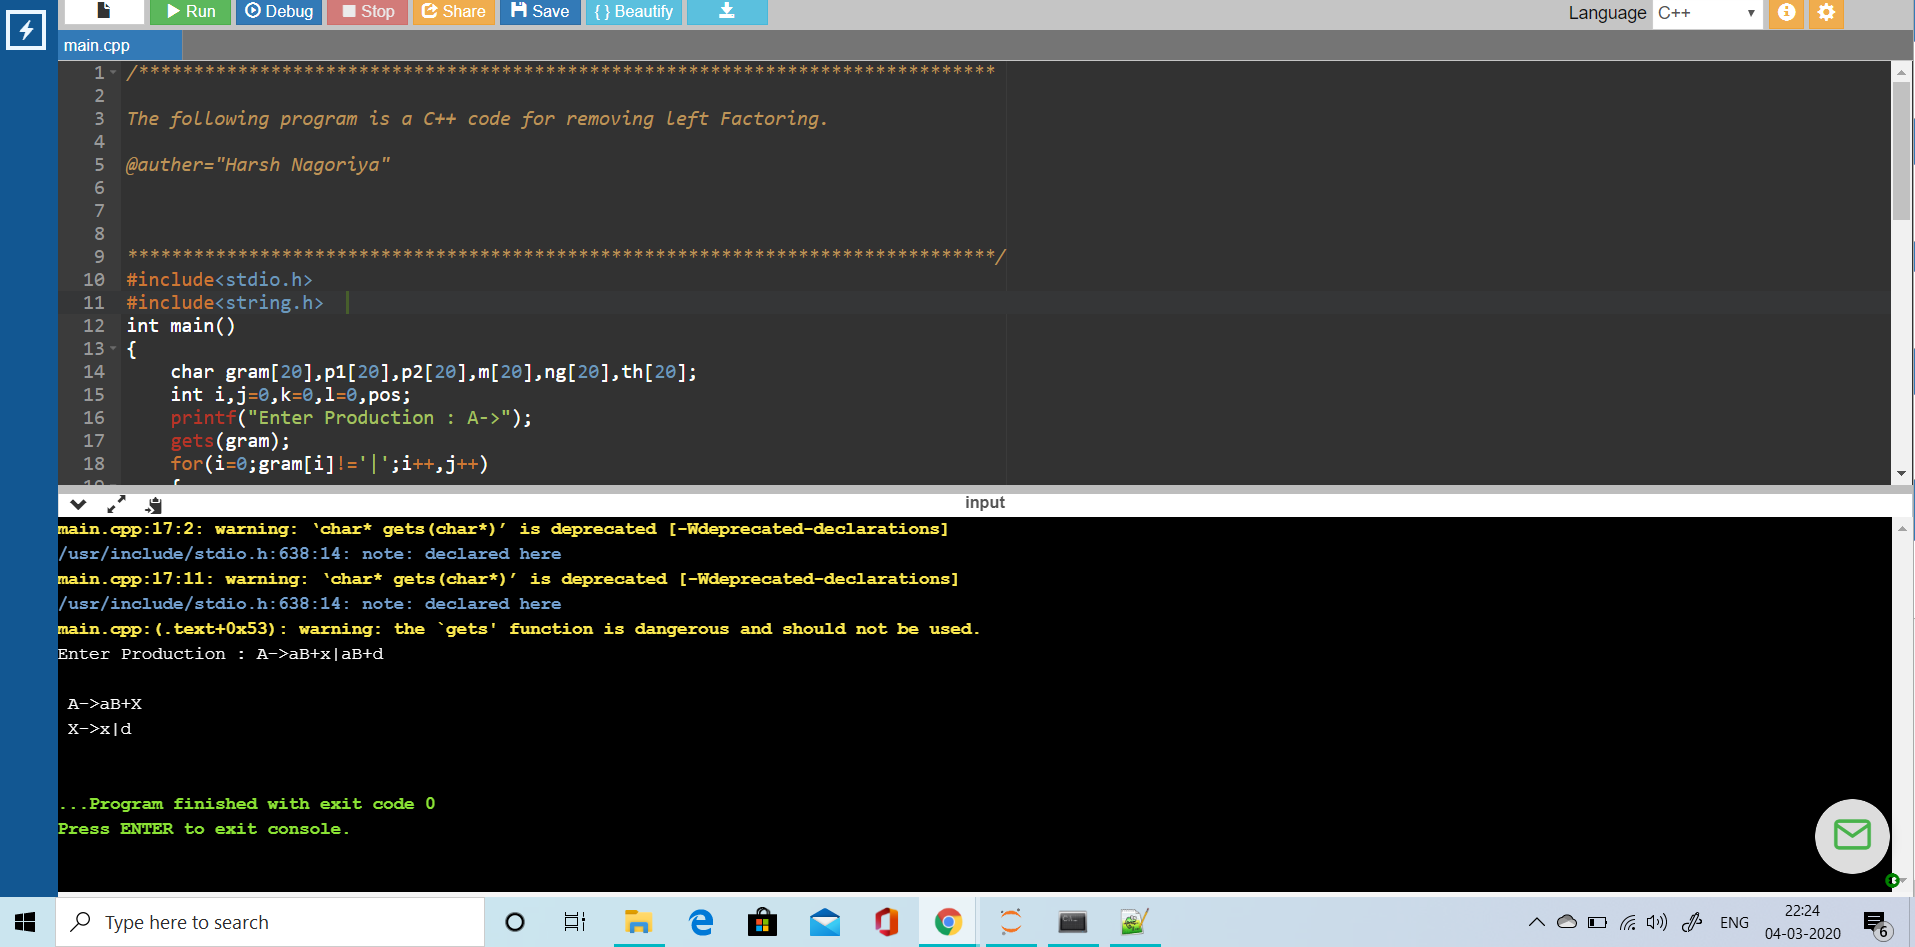 Run Debug Stop Share Save { } Beautify Language C++
main.cpp
1 /******************************************************************************
2
3 The following program is a C++ code for removing left Factoring.
4
5 @auther="Harsh Nagoriya"
6
7
8
9 *******************************************************************************/
10 #include<stdio.h>
11 #include<string.h>
12 int main()
13 {
14 char gram[20],p1[20],p2[20],m[20],ng[20],th[20];
15 int i,j=0,k=0,l=0,pos;
16 printf("Enter Production : A->");
17 gets(gram);
18 for(i=0;gram[i]!='|';i++,j++)
19 {
input
main.cpp:17:2: warning: ‘char* gets(char*)’ is deprecated [-Wdeprecated-declarations]
/usr/include/stdio.h:638:14: note: declared here
main.cpp:17:11: warning: ‘char* gets(char*)’ is deprecated [-Wdeprecated-declarations]
/usr/include/stdio.h:638:14: note: declared here
main.cpp:(.text+0x53): warning: the `gets' function is dangerous and should not be used.
Enter Production : A->aB+x|aB+d
A->aB+X
X->x|d
...Program finished with exit code 0
Press ENTER to exit console.
Type here to search
ENG
22:24
04-03-2020
6